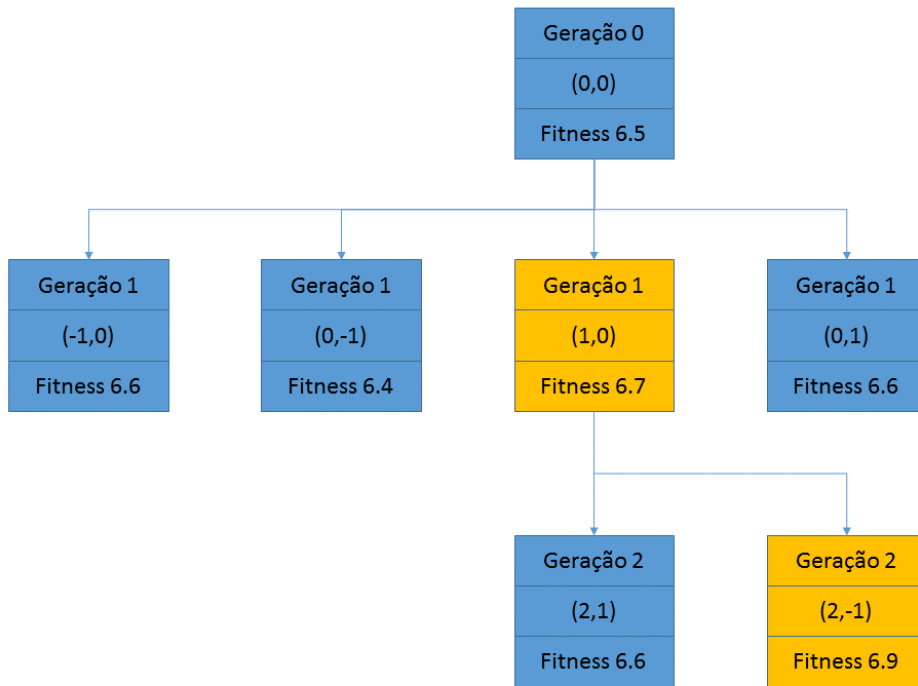 Geração 0
(0,0)
Fitness 6.5
Geração 1
(-1,0)
Fitness 6.6
Geração 1
(0,-1)
Fitness 6.4
Geração 1
(1,0)
Fitness 6.7
Geração 1
(0,1)
Fitness 6.6
Geração 2
(2,1)
Fitness 6.6
Geração 2
(2,-1)
Fitness 6.9